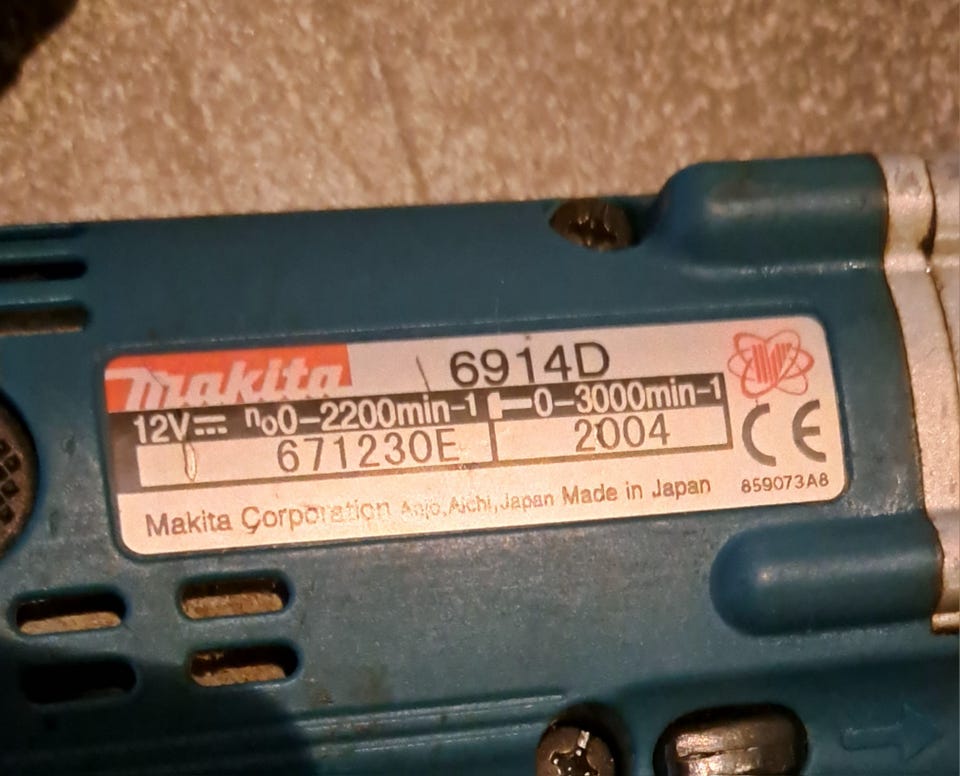 makita 6914D
12V⎓ n₀0-2200min-1 0-3000min-1
671230E 2004
Makita Corporation Anjo,Aichi,Japan Made in Japan 859073A8
CE